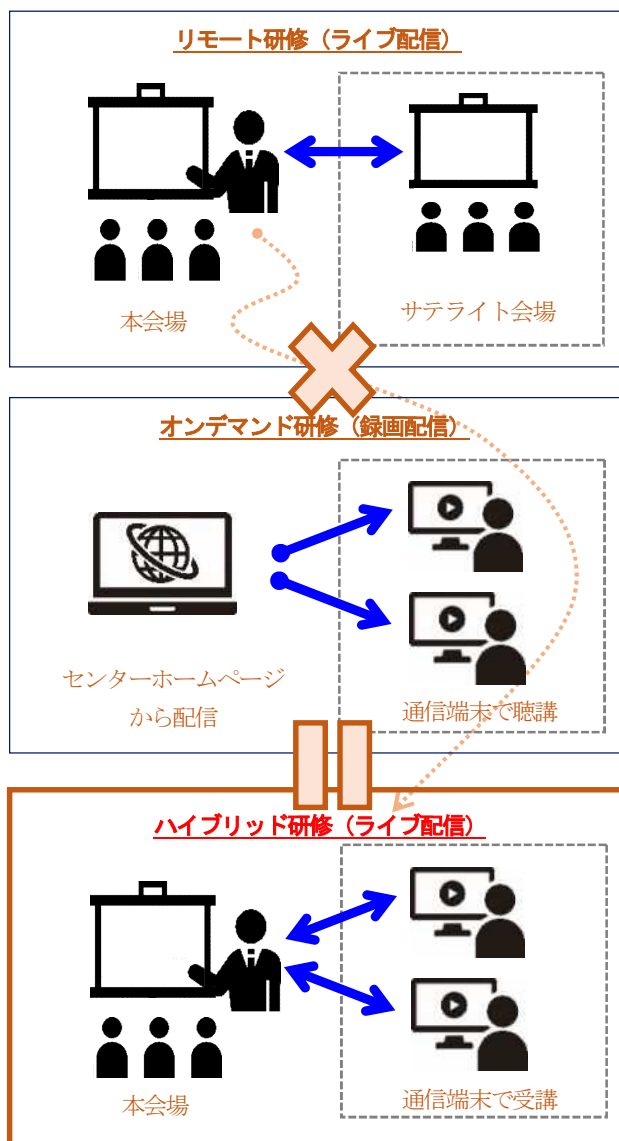 リモート研修（ライブ配信）
本会場
サテライト会場
オンデマンド研修（録画配信）
センターホームページ
から配信
通信端末で聴講
ハイブリッド研修（ライブ配信）
本会場
通信端末で受講